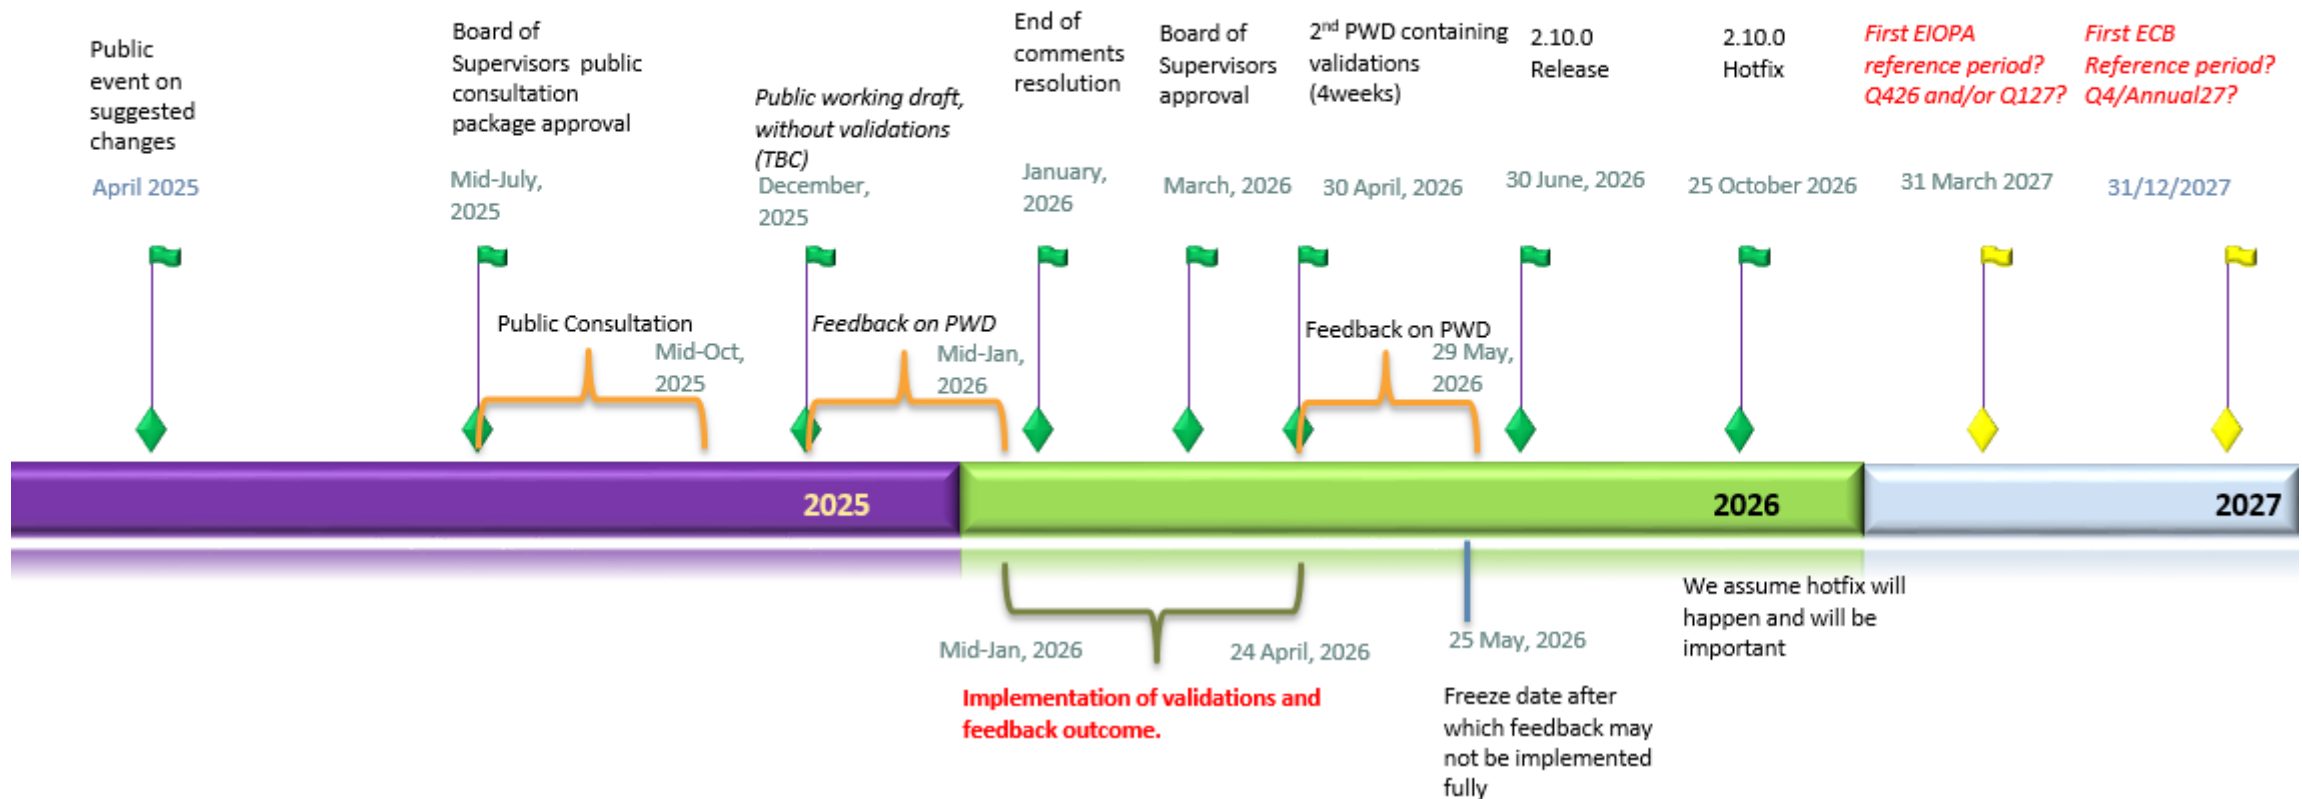 Public
event on
suggested
changes
April 2025
Board of
Supervisors public
consultation
package approval
Mid-July,
2025
Public working draft,
without validations
(TBC)
December,
2025
End of
comments
resolution
January,
2026
Board of
Supervisors
approval
March, 2026
2nd PWD containing
validations
(4weeks)
30 April, 2026
2.10.0
Release
30 June, 2026
2.10.0
Hotfix
25 October 2026
First EIOPA
reference period?
Q426 and/or Q127?
31 March 2027
First ECB
Reference period?
Q4/Annual27?
31/12/2027
Public Consultation
Mid-Oct,
2025
Feedback on PWD
Mid-Jan,
2026
Feedback on PWD
29 May,
2026
2025
2026
2027
Mid-Jan, 2026
24 April, 2026
Implementation of validations and
feedback outcome.
25 May, 2026
Freeze date after
which feedback may
not be implemented
fully
We assume hotfix will
happen and will be
important